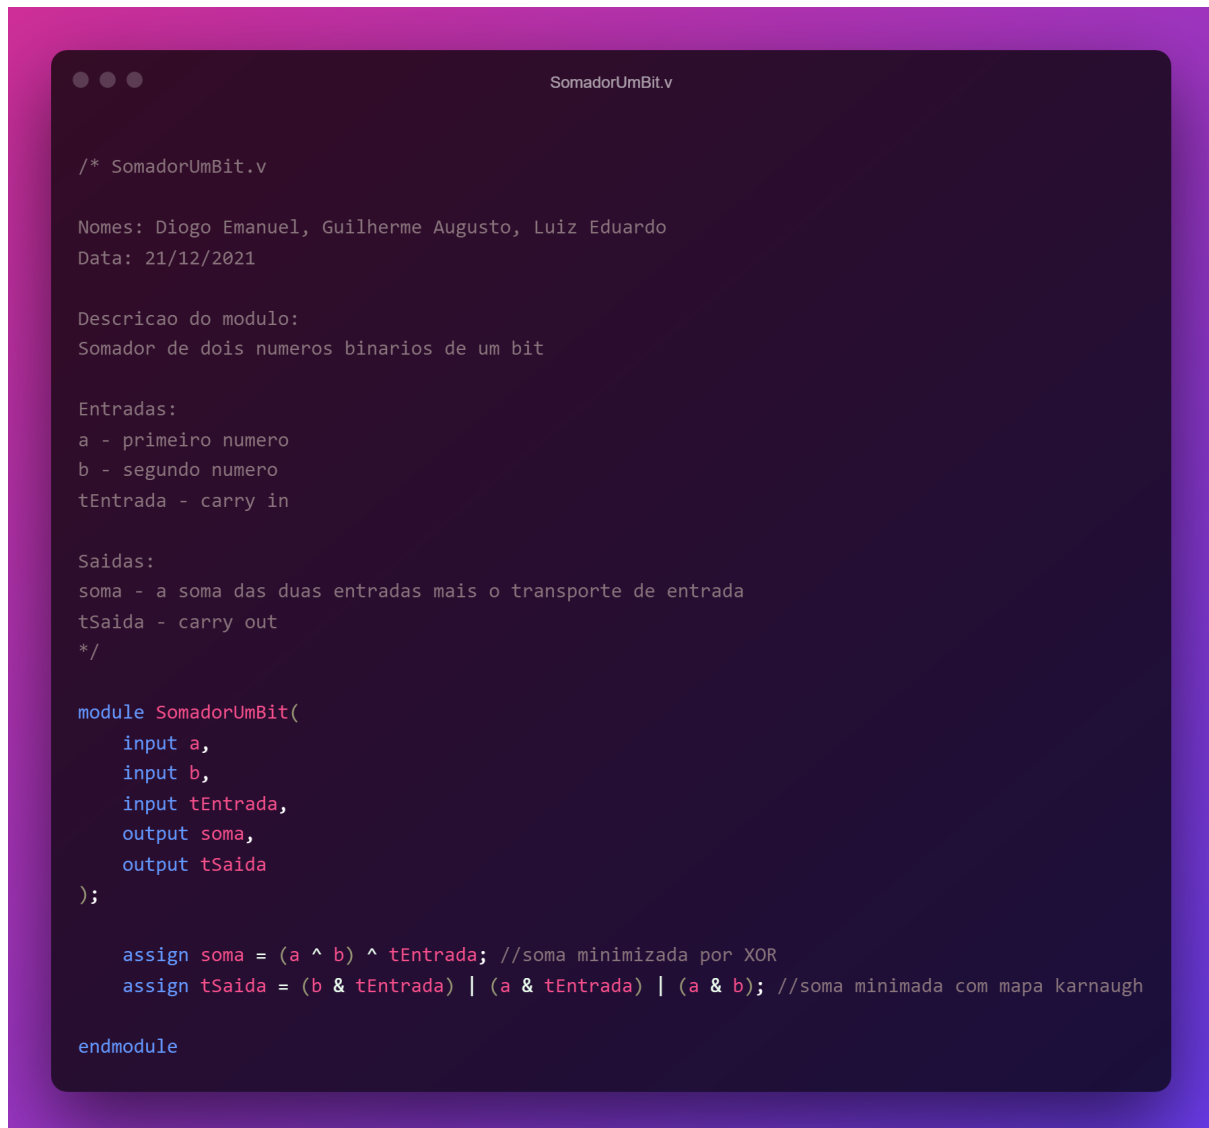 SomadorUmBit.v
/* SomadorUmBit.v
Nomes: Diogo Emanuel, Guilherme Augusto, Luiz Eduardo
Data: 21/12/2021
Descricao do modulo:
Somador de dois numeros binarios de um bit
Entradas:
a - primeiro numero
b - segundo numero
tEntrada - carry in
Saidas:
soma - a soma das duas entradas mais o transporte de entrada
tSaida - carry out
*/
module SomadorUmBit(
    input a,
    input b,
    input tEntrada,
    output soma,
    output tSaida
);
    assign soma = (a ^ b) ^ tEntrada; //soma minimizada por XOR
    assign tSaida = (b & tEntrada) | (a & tEntrada) | (a & b); //soma minimada com mapa karnaugh
endmodule